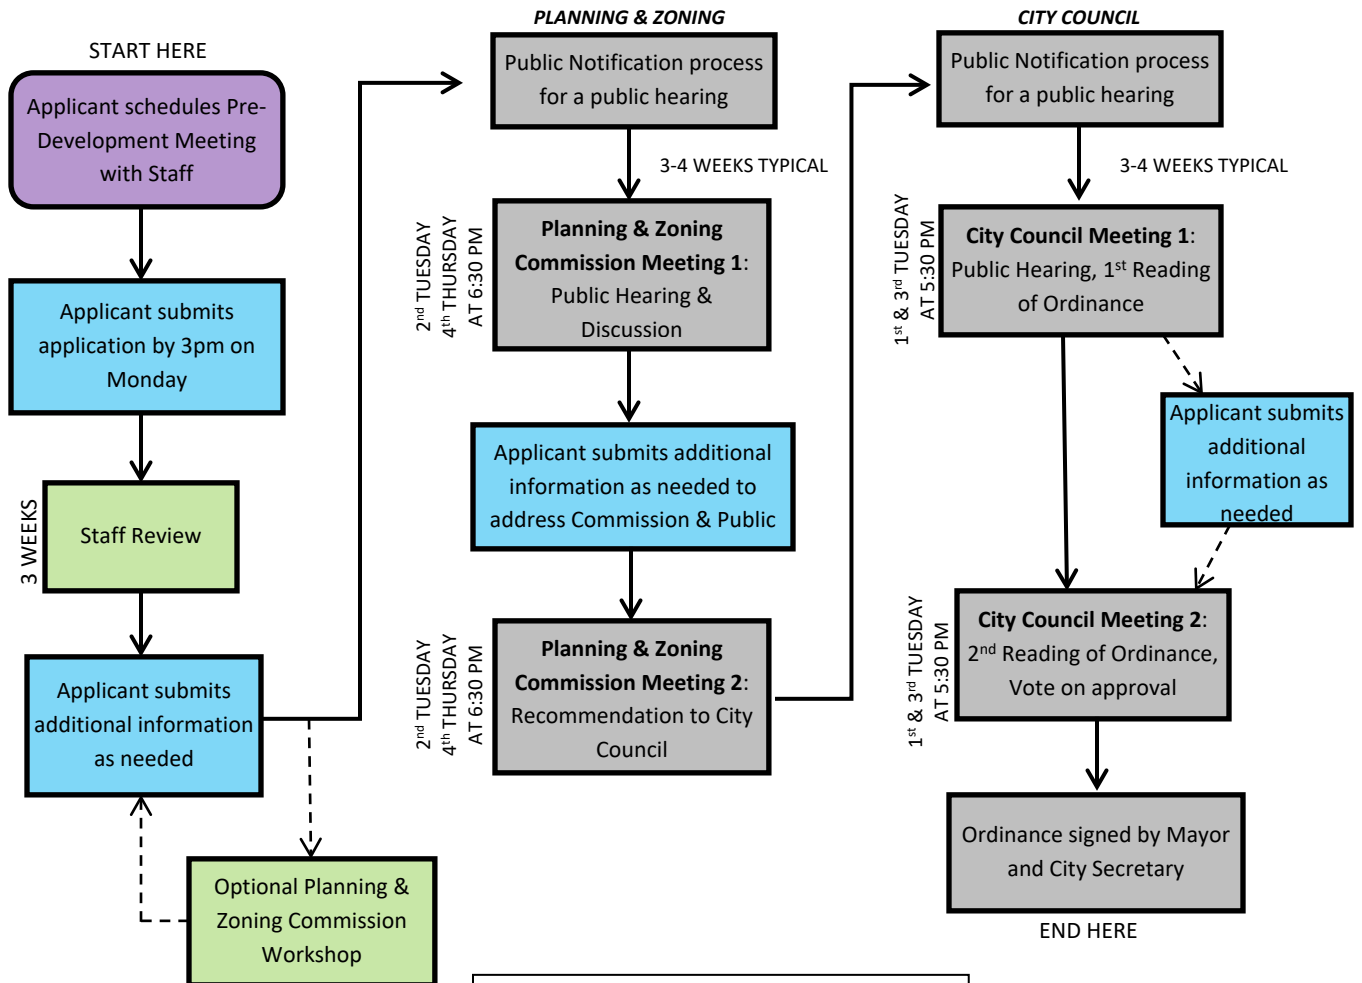 START HERE
Applicant schedules Pre-
Development Meeting
with Staff
Applicant submits
application by 3pm on
Monday
3 WEEKS
Staff Review
Applicant submits
additional information
as needed
Optional Planning &
Zoning Commission
Workshop
PLANNING & ZONING
Public Notification process
for a public hearing
3-4 WEEKS TYPICAL
2nd TUESDAY
4th THURSDAY
AT 6:30 PM
Planning & Zoning
Commission Meeting 1:
Public Hearing &
Discussion
Applicant submits additional
information as needed to
address Commission & Public
2nd TUESDAY
4th THURSDAY
AT 6:30 PM
Planning & Zoning
Commission Meeting 2:
Recommendation to City
Council
CITY COUNCIL
Public Notification process
for a public hearing
3-4 WEEKS TYPICAL
1st & 3rd TUESDAY
AT 5:30 PM
City Council Meeting 1:
Public Hearing, 1st Reading
of Ordinance
Applicant submits
additional
information as
needed
1st & 3rd TUESDAY
AT 5:30 PM
City Council Meeting 2:
2nd Reading of Ordinance,
Vote on approval
Ordinance signed by Mayor
and City Secretary
END HERE